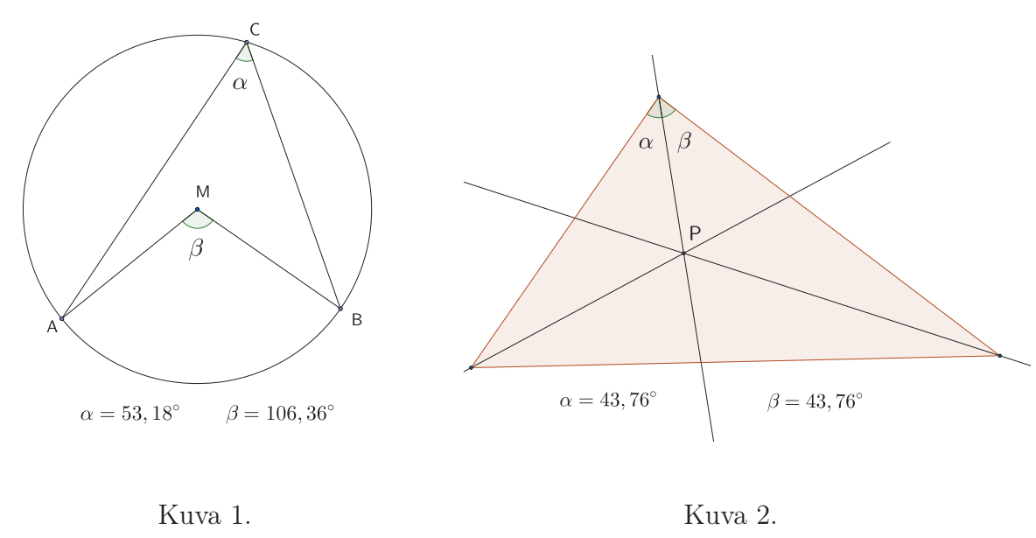 C
α
M
β
A
B
α = 53, 18° β = 106, 36°
Kuva 1.
α β
P
α = 43, 76° β = 43, 76°
Kuva 2.